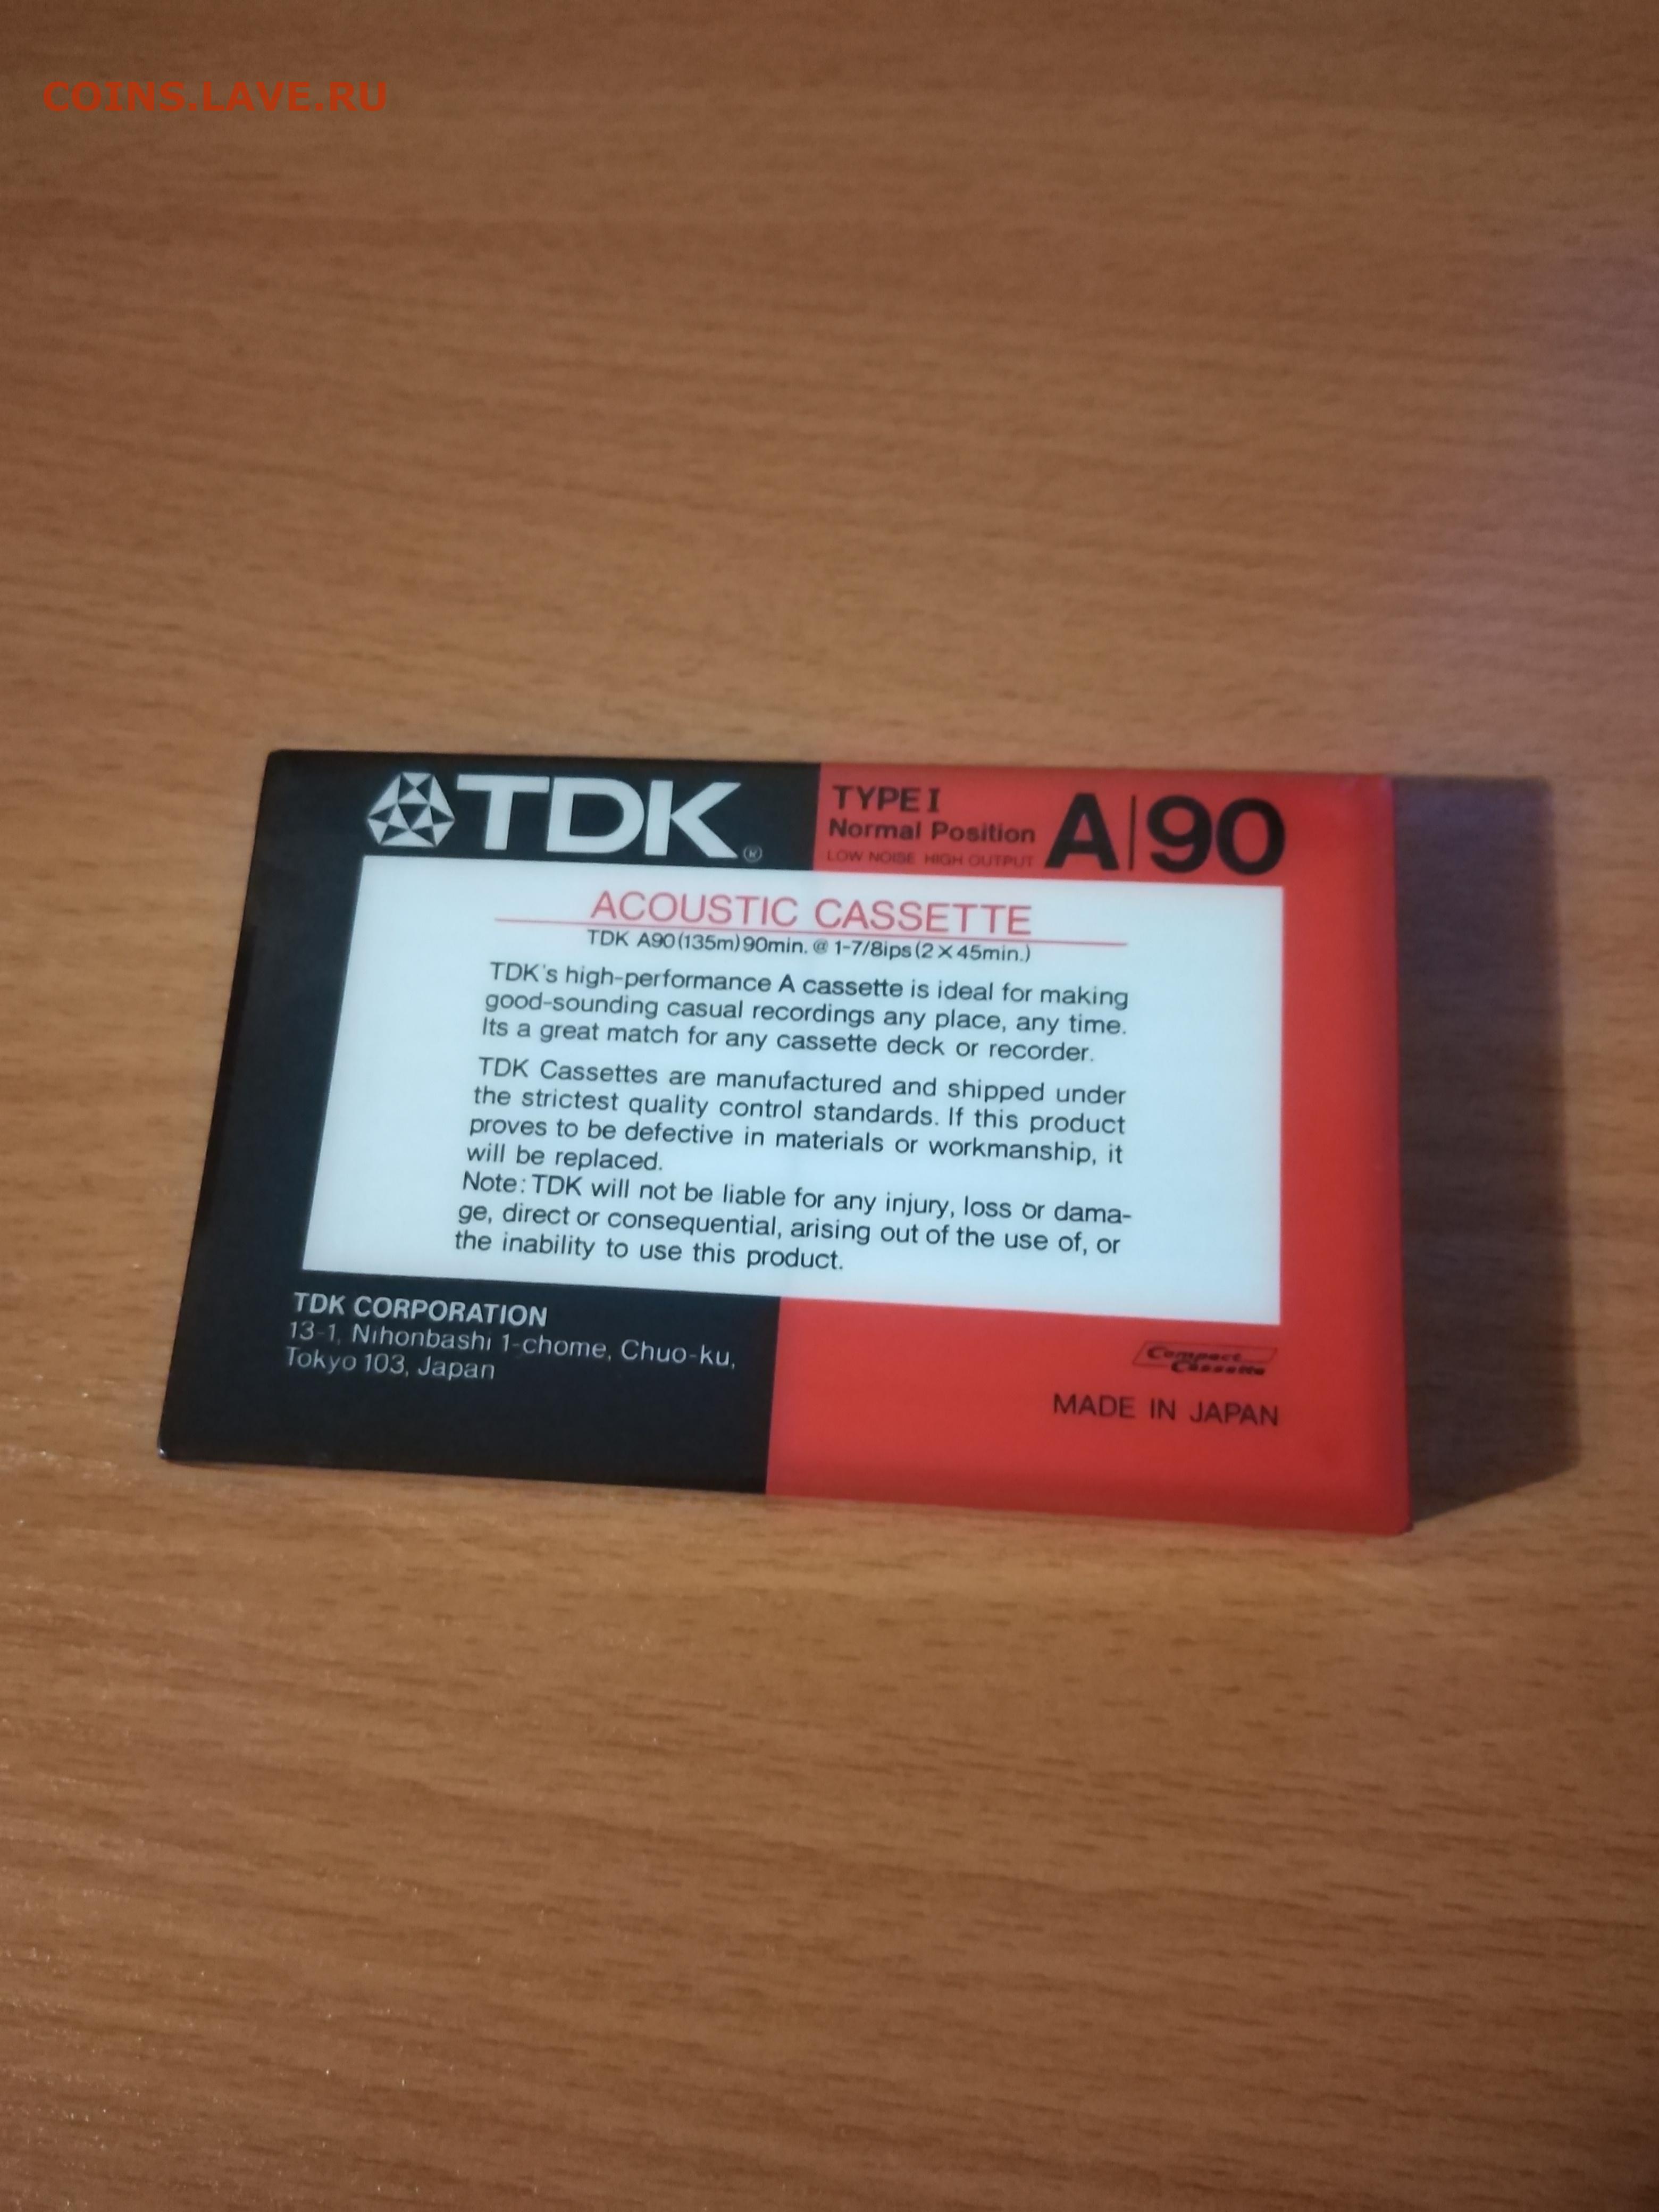 COINS.LAVE.RU
TDK®
TYPE I
Normal Position
LOW NOISE HIGH OUTPUT
A|90
ACOUSTIC CASSETTE
TDK A90(135m)90min. @ 1-7/8ips(2×45min.)
TDK's high-performance A cassette is ideal for making
good-sounding casual recordings any place, any time.
Its a great match for any cassette deck or recorder.
TDK Cassettes are manufactured and shipped under
the strictest quality control standards. If this product
proves to be defective in materials or workmanship, it
will be replaced.
Note: TDK will not be liable for any injury, loss or dama-
ge, direct or consequential, arising out of the use of, or
the inability to use this product.
TDK CORPORATION
13-1, Nihonbashi 1-chome, Chuo-ku,
Tokyo 103, Japan
Compact
Cassette
MADE IN JAPAN